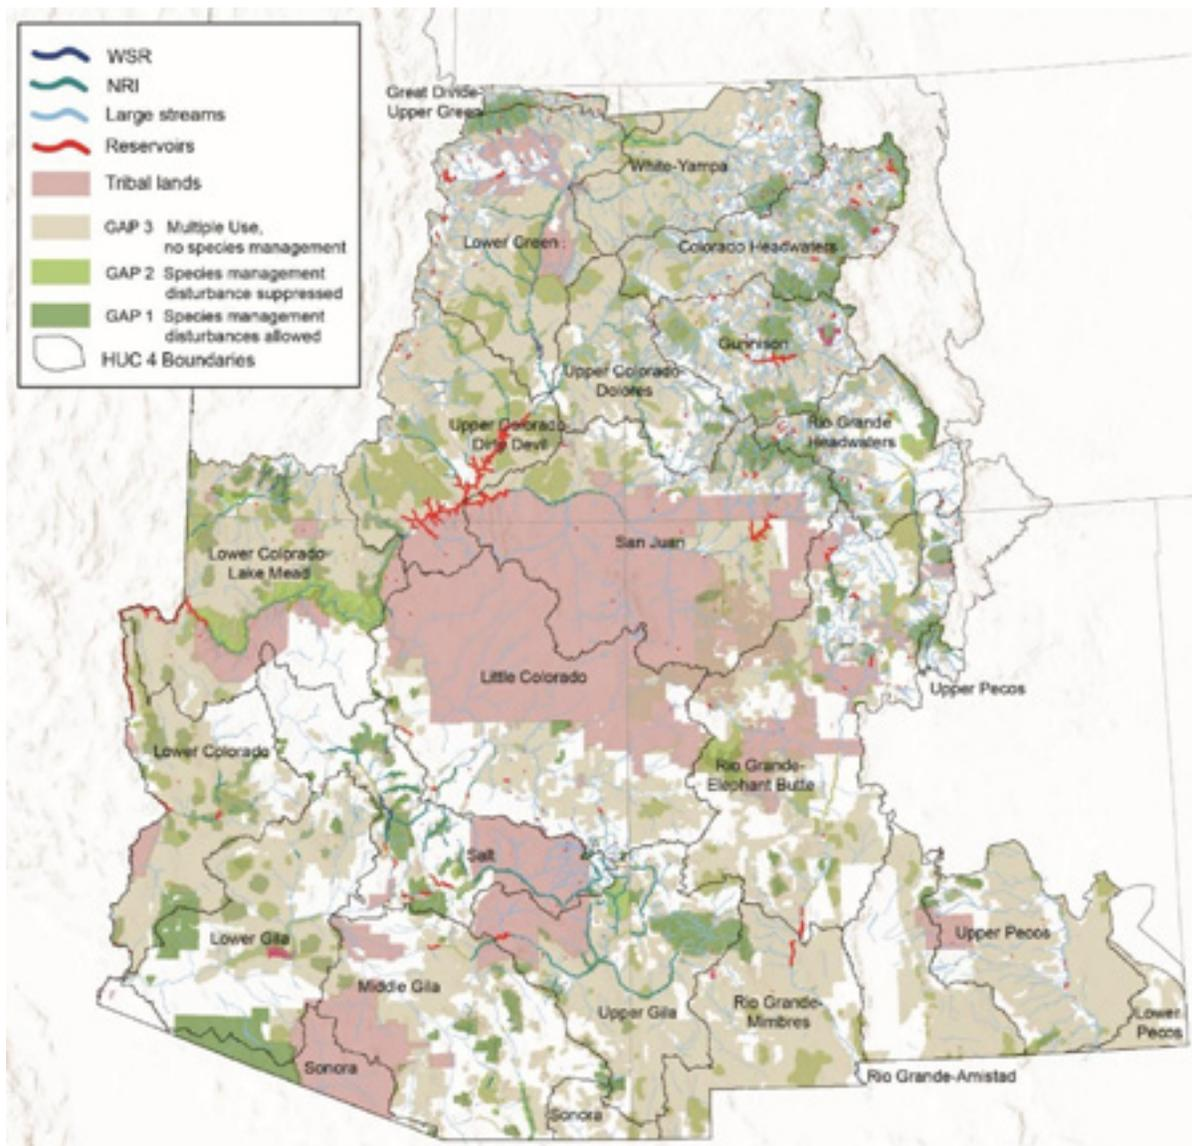 WSR
NRI
Large streams
Reservoirs
Tribal lands
GAP 3 Multiple Use,
no species management
GAP 2 Species management
disturbance suppressed
GAP 1 Species management
disturbances allowed
HUC 4 Boundaries
Great Divide-
Upper Green
White-Yampa
Lower Green
Colorado Headwaters
Gunnison
Upper Colorado-
Dolores
Upper Colorado-
Dirty Devil
Rio Grande
Headwaters
San Juan
Lower Colorado-
Lake Mead
Little Colorado
Upper Pecos
Lower Colorado
Rio Grande-
Elephant Butte
Salt
Lower Gila
Upper Pecos
Middle Gila
Upper Gila
Rio Grande-
Mimbres
Lower
Pecos
Sonora
Rio Grande-Amistad
Sonora